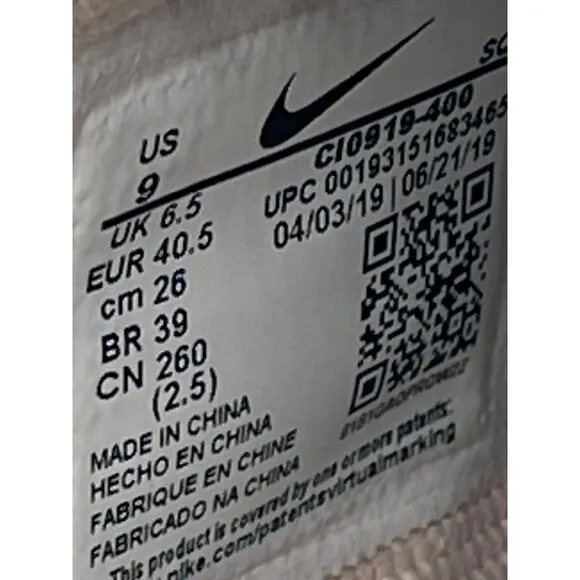 US
9
UK 6.5
EUR 40.5
cm 26
BR 39
CN 260
(2.5)
SC
CI0919-400
UPC 00193151683465
04/03/19 | 06/21/19
MADE IN CHINA
HECHO EN CHINA
FABRIQUE EN CHINE
FABRICADO NA CHINA
This product is covered by one or more patents:
nike.com/patentsvirtualmarking